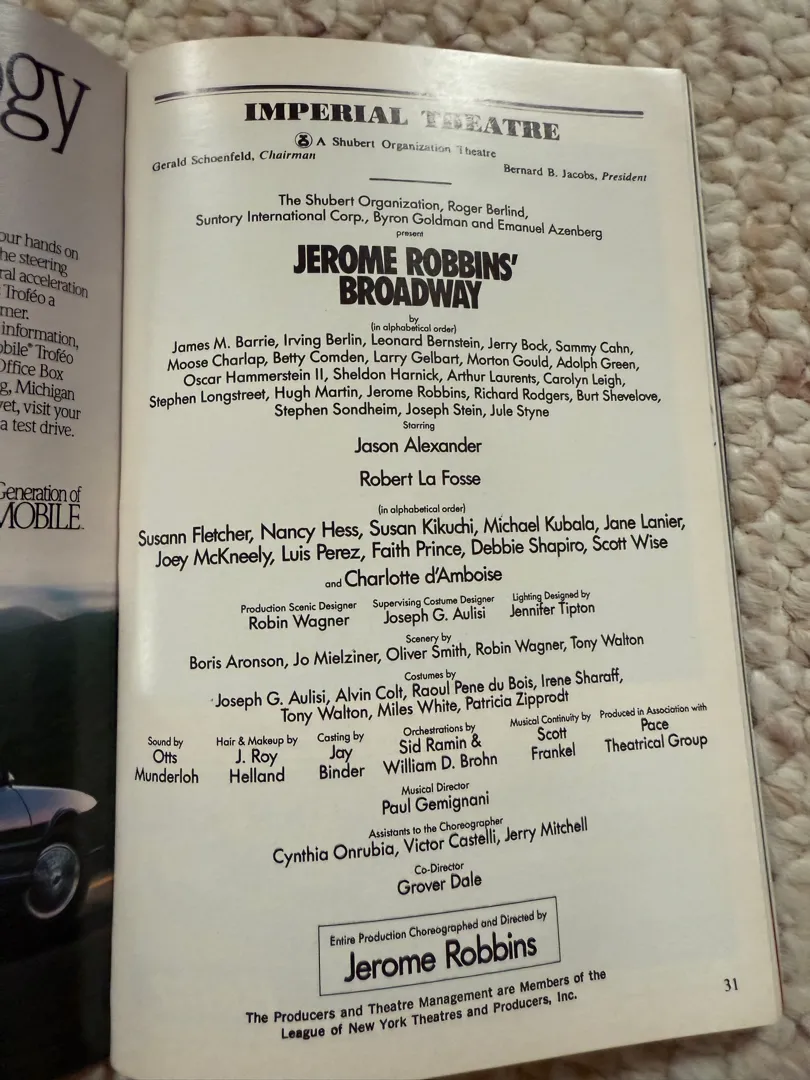 ogy
our hands on
he steering
ral acceleration
Troféo a
rner.
information,
obile® Troféo
Office Box
g, Michigan
yet, visit your
a test drive.
Generation of
MOBILE
IMPERIAL THEATRE
A Shubert Organization Theatre
Gerald Schoenfeld, Chairman
Bernard B. Jacobs, President
The Shubert Organization, Roger Berlind,
Suntory International Corp., Byron Goldman and Emanuel Azenberg
present
JEROME ROBBINS'
BROADWAY
by
(in alphabetical order)
James M. Barrie, Irving Berlin, Leonard Bernstein, Jerry Bock, Sammy Cahn,
Moose Charlap, Betty Comden, Larry Gelbart, Morton Gould, Adolph Green,
Oscar Hammerstein II, Sheldon Harnick, Arthur Laurents, Carolyn Leigh,
Stephen Longstreet, Hugh Martin, Jerome Robbins, Richard Rodgers, Burt Shevelove,
Stephen Sondheim, Joseph Stein, Jule Styne
Starring
Jason Alexander
Robert La Fosse
(in alphabetical order)
Susann Fletcher, Nancy Hess, Susan Kikuchi, Michael Kubala, Jane Lanier,
Joey McKneely, Luis Perez, Faith Prince, Debbie Shapiro, Scott Wise
and Charlotte d'Amboise
Production Scenic Designer
Robin Wagner
Supervising Costume Designer
Joseph G. Aulisi
Lighting Designed by
Jennifer Tipton
Scenery by
Boris Aronson, Jo Mielziner, Oliver Smith, Robin Wagner, Tony Walton
Costumes by
Joseph G. Aulisi, Alvin Colt, Raoul Pene du Bois, Irene Sharaff,
Tony Walton, Miles White, Patricia Zipprodt
Sound by
Otts
Munderloh
Hair & Makeup by
J. Roy
Helland
Casting by
Jay
Binder
Orchestrations by
Sid Ramin &
William D. Brohn
Musical Continuity by
Scott
Frankel
Produced in Association with
Pace
Theatrical Group
Musical Director
Paul Gemignani
Assistants to the Choreographer
Cynthia Onrubia, Victor Castelli, Jerry Mitchell
Co-Director
Grover Dale
Entire Production Choreographed and Directed by
Jerome Robbins
The Producers and Theatre Management are Members of the
League of New York Theatres and Producers, Inc.
31